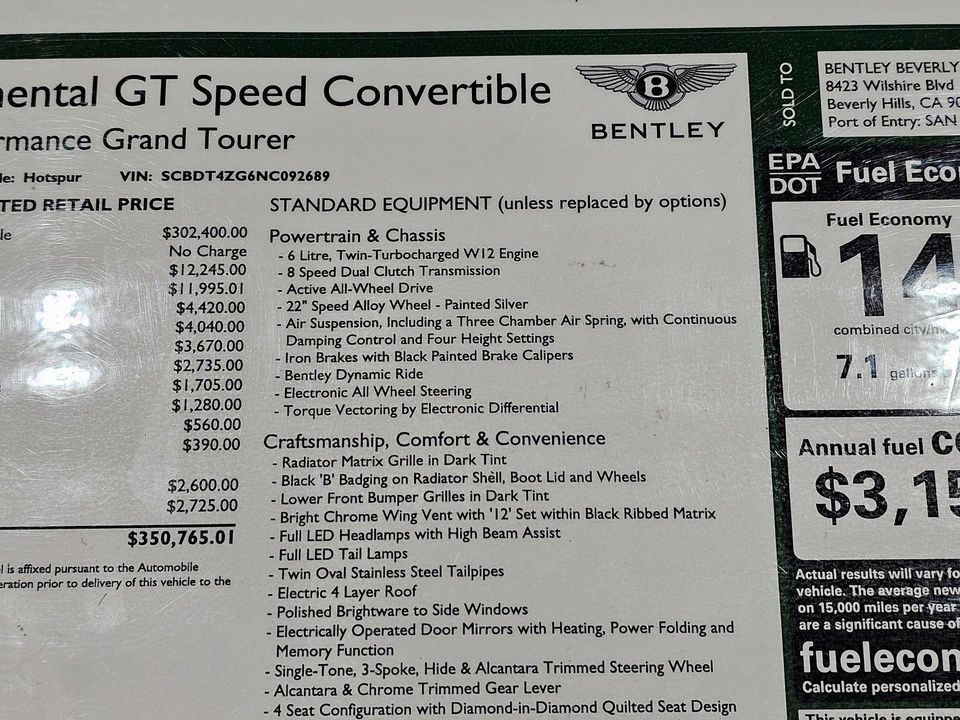 nental GT Speed Convertible
rmance Grand Tourer
B
BENTLEY
le: Hotspur VIN: SCBDT4ZG6NC092689
TED RETAIL PRICE
le $302,400.00
No Charge
$12,245.00
$11,995.01
$4,420.00
$4,040.00
$3,670.00
$2,735.00
$1,705.00
$1,280.00
$560.00
$390.00
$2,600.00
$2,725.00
$350,765.01
l is affixed pursuant to the Automobile
eration prior to delivery of this vehicle to the
STANDARD EQUIPMENT (unless replaced by options)
Powertrain & Chassis
- 6 Litre, Twin-Turbocharged W12 Engine
- 8 Speed Dual Clutch Transmission
- Active All-Wheel Drive
- 22" Speed Alloy Wheel - Painted Silver
- Air Suspension, Including a Three Chamber Air Spring, with Continuous
Damping Control and Four Height Settings
- Iron Brakes with Black Painted Brake Calipers
- Bentley Dynamic Ride
- Electronic All Wheel Steering
- Torque Vectoring by Electronic Differential
Craftsmanship, Comfort & Convenience
- Radiator Matrix Grille in Dark Tint
- Black 'B' Badging on Radiator Shell, Boot Lid and Wheels
- Lower Front Bumper Grilles in Dark Tint
- Bright Chrome Wing Vent with '12' Set within Black Ribbed Matrix
- Full LED Headlamps with High Beam Assist
- Full LED Tail Lamps
- Twin Oval Stainless Steel Tailpipes
- Electric 4 Layer Roof
- Polished Brightware to Side Windows
- Electrically Operated Door Mirrors with Heating, Power Folding and
Memory Function
- Single-Tone, 3-Spoke, Hide & Alcantara Trimmed Steering Wheel
- Alcantara & Chrome Trimmed Gear Lever
- 4 Seat Configuration with Diamond-in-Diamond Quilted Seat Design
SOLD TO
BENTLEY BEVERLY
8423 Wilshire Blvd
Beverly Hills, CA 90
Port of Entry: SAN
EPA
DOT
Fuel Eco
Fuel Economy
14
combined city/hw
7.1 gallons
Annual fuel co
$3,15
Actual results will vary fo
vehicle. The average new
on 15,000 miles per year
are a significant cause of
fuelecon
Calculate personalized
This vehicle is equippe